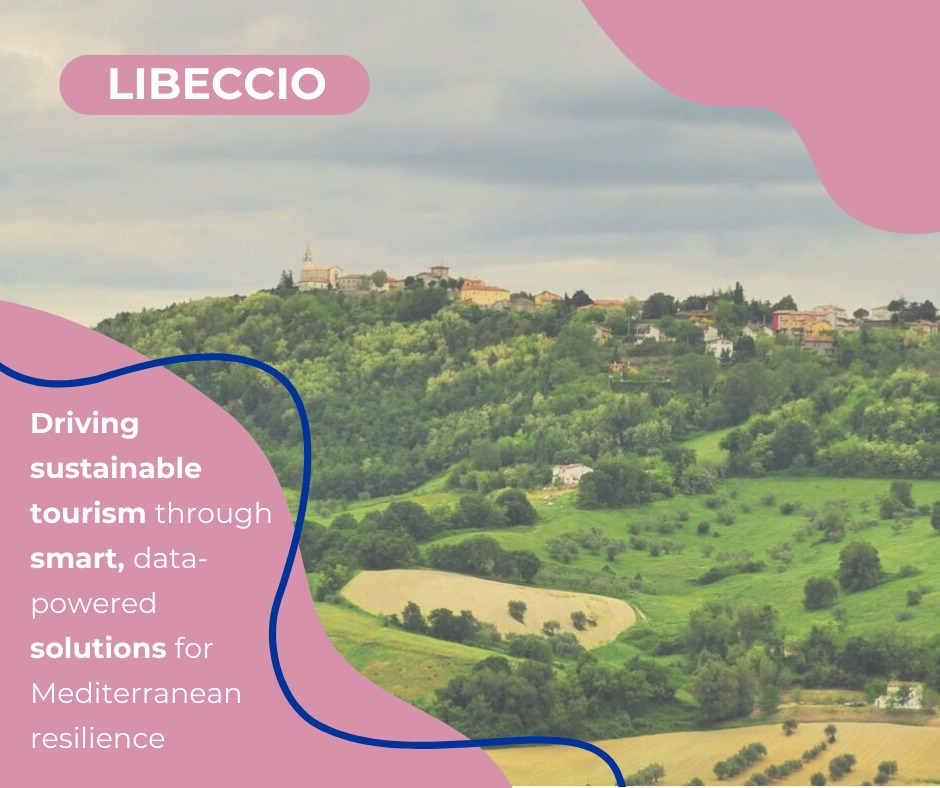 LIBECCIO
Driving
sustainable
tourism through
smart, data-
powered
solutions for
Mediterranean
resilience